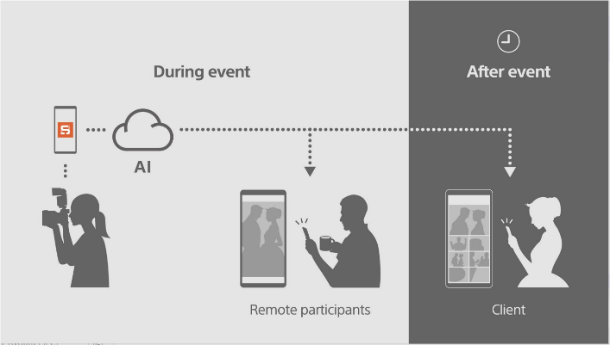 During event
After event
S
AI
Remote participants
Client